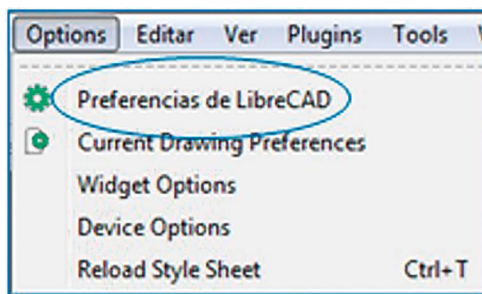 Options Editar Ver Plugins Tools
Preferencias de LibreCAD
Current Drawing Preferences
Widget Options
Device Options
Reload Style Sheet Ctrl+T